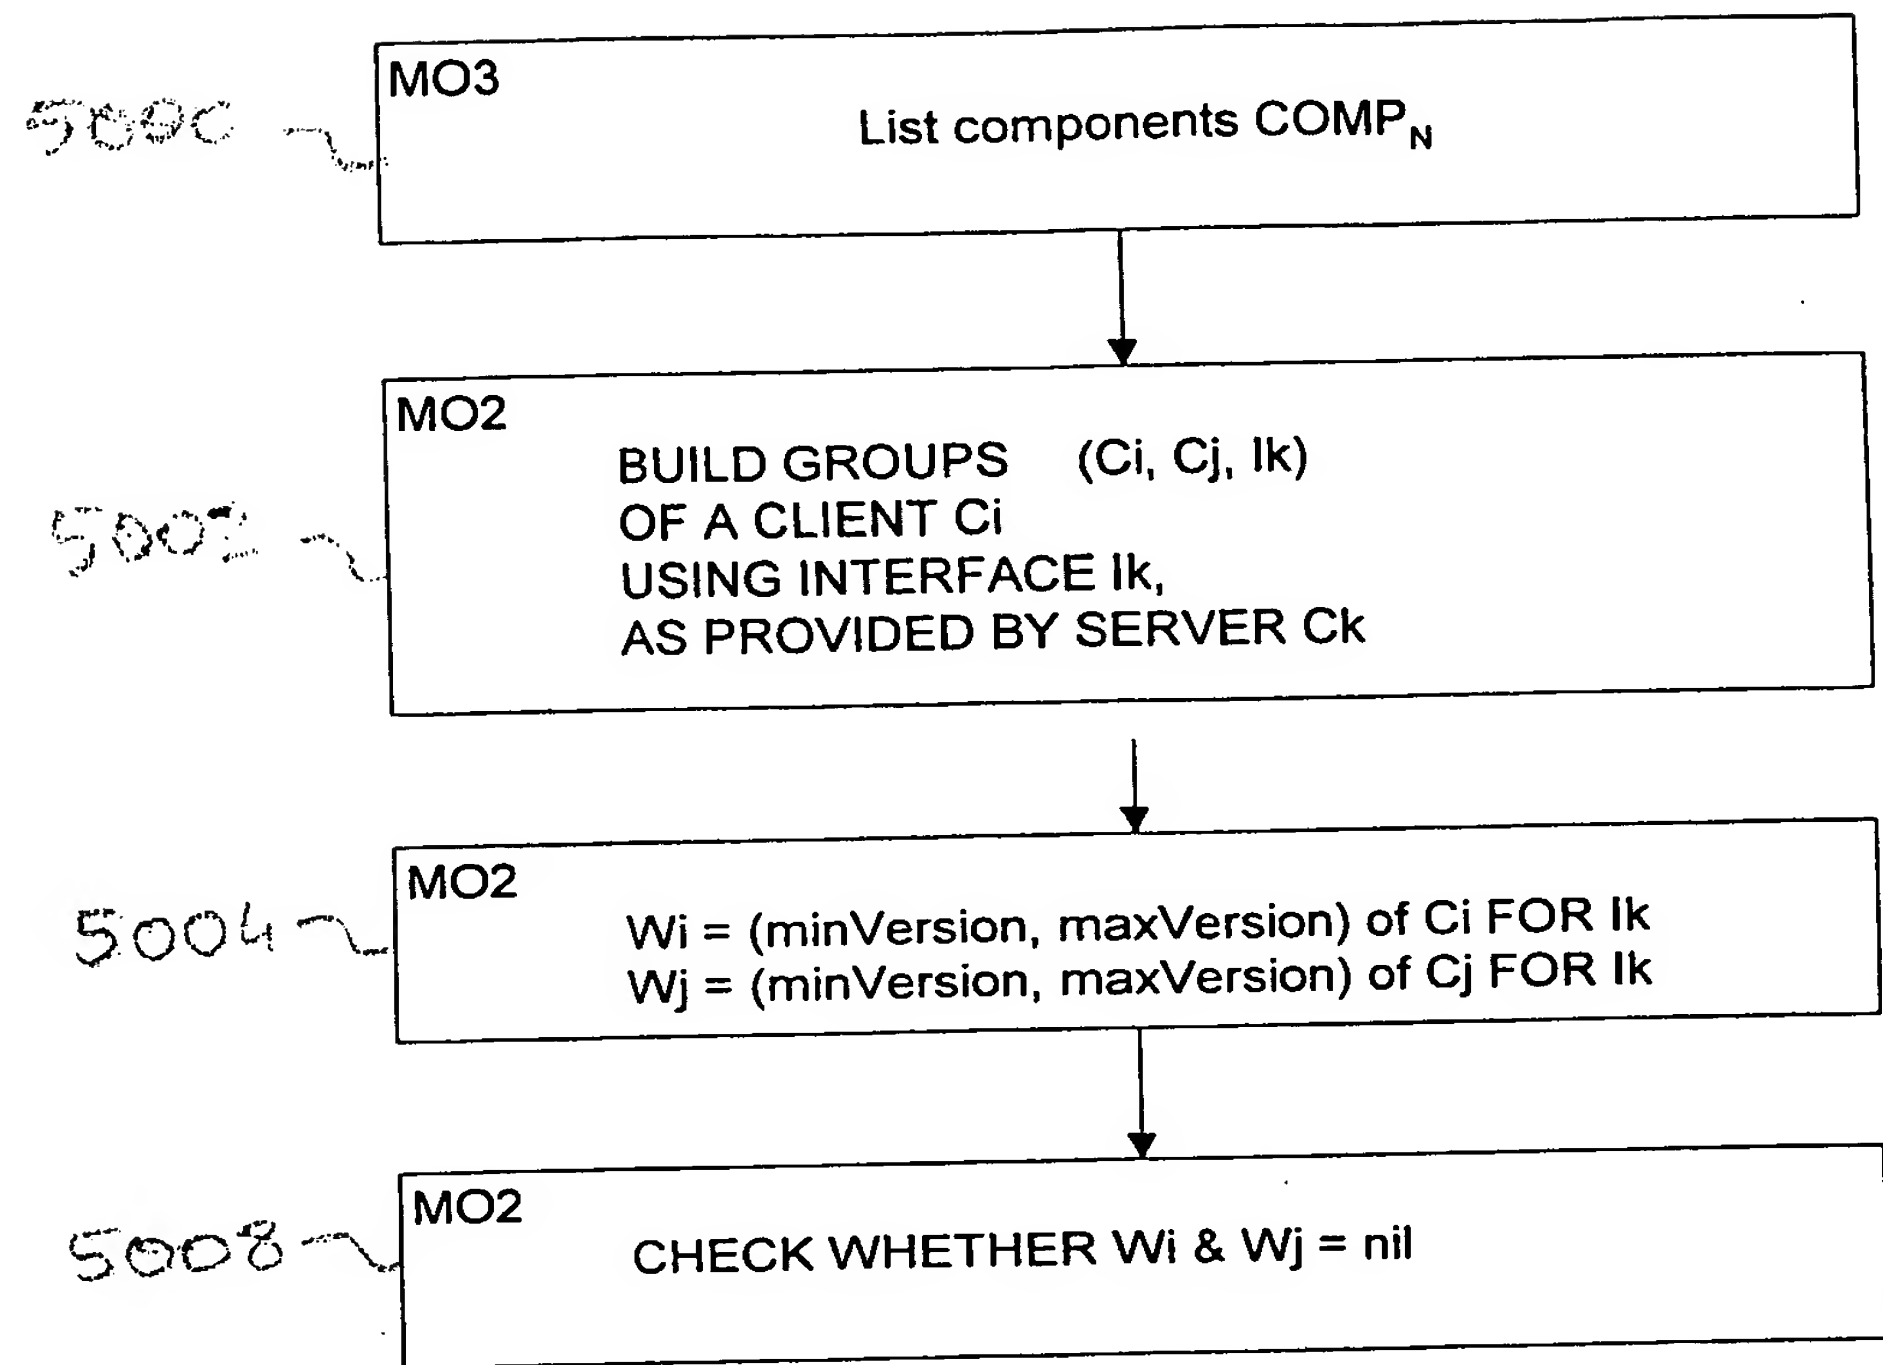 5000
MO3
List components COMPN
5002
MO2
BUILD GROUPS (Ci, Cj, Ik)
OF A CLIENT Ci
USING INTERFACE Ik,
AS PROVIDED BY SERVER Ck
5004
MO2
Wi = (minVersion, maxVersion) of Ci FOR Ik
Wj = (minVersion, maxVersion) of Cj FOR Ik
5008
MO2
CHECK WHETHER Wi & Wj = nil